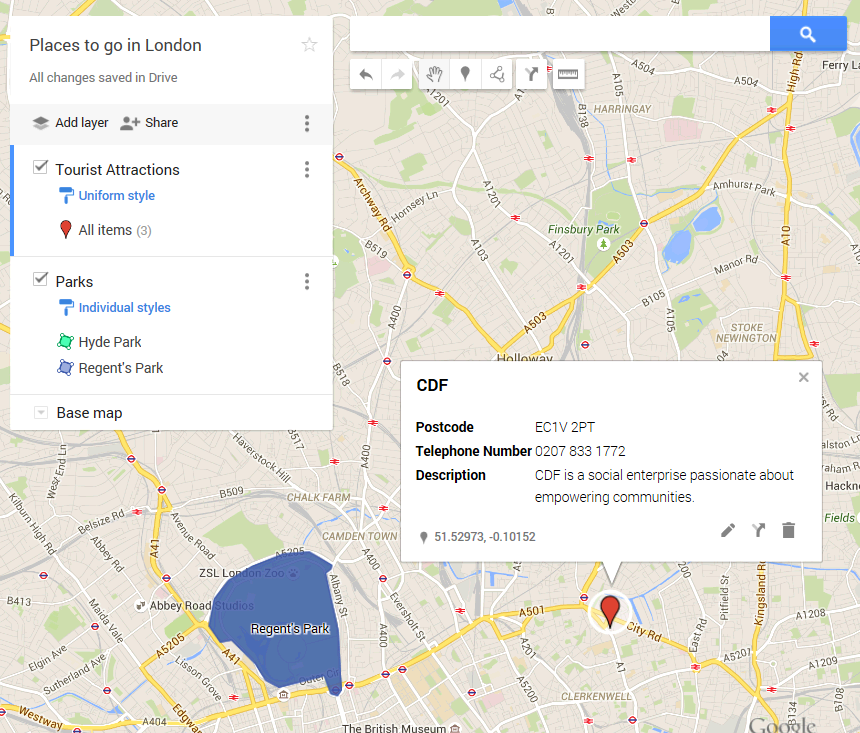 Places to go in London
All changes saved in Drive
Add layer
Share
Tourist Attractions
Uniform style
All items (3)
Parks
Individual styles
Hyde Park
Regent's Park
Base map
High Rd
Ferry La
A504
A504
A105
A1201
B138
HARRINGAY
Archway Rd
Hornsey Ln
A1201
Amhurst Park
Finsbury Park
A503
A10
B519
A103
A1201
Manor Rd
B105
A105
A400
A503
STOKE
NEWINGTON
Holloway
B518
CDF
Postcode EC1V 2PT
Telephone Number 0207 833 1772
Description CDF is a social enterprise passionate about
empowering communities.
51.52973, -0.10152
B517
Haverstock Hill
A400
West End Ln
B509
CHALK FARM
Kilburn High Rd
Belsize Rd
Avenue Road
CAMDEN TOWN
A41
A5205
Abbey Rd
ZSL London Zoo
Albany St
B413
Abbey Road Studios
Maida Vale
Eversholt St
A400
A501
City Rd
Pitfield St
Kingsland Rd
A1208
Regent's Park
A5205
A41
Elgin Ave
Sutherland Ave
Lisson Grove
East Rd
A5201
A1209
A1
A5200
CLERKENWELL
Westway
A404
The British Museum
B134
B108
Google
Hackn
Fields